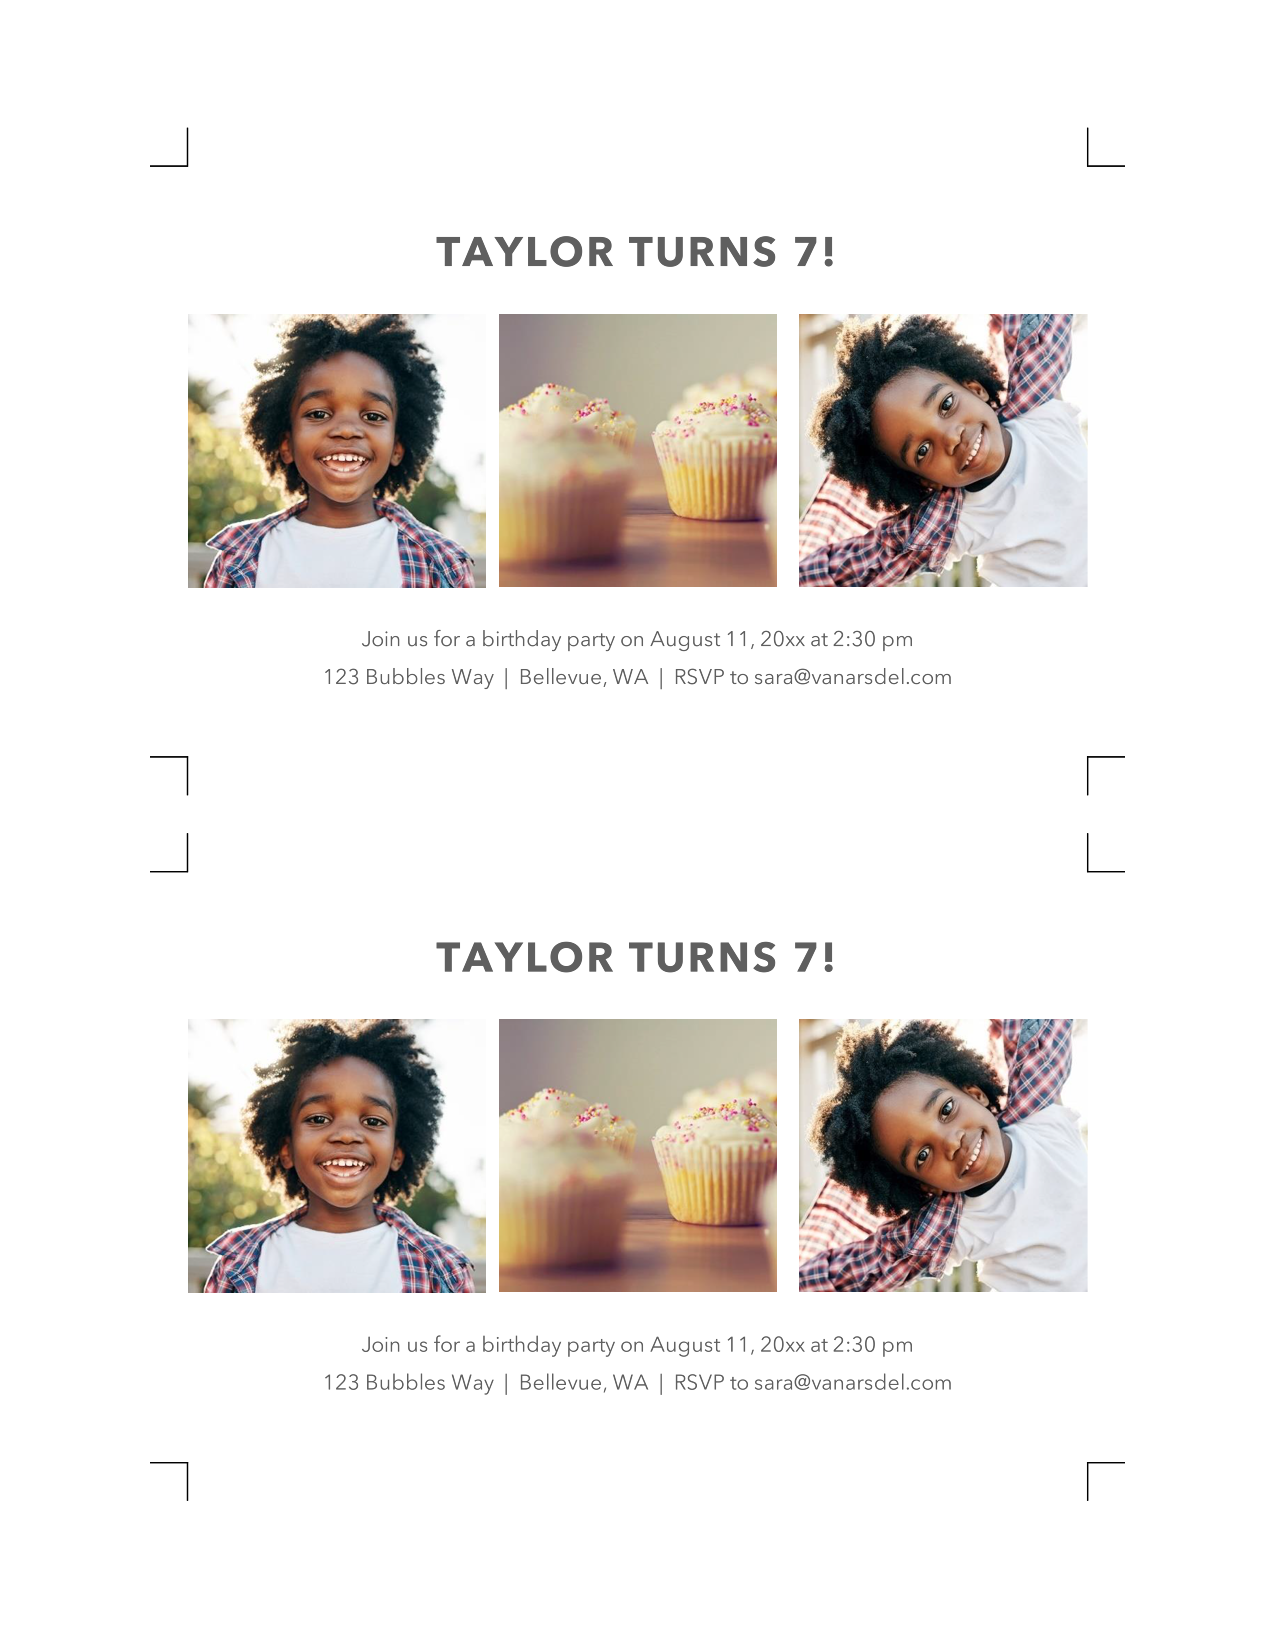 TAYLOR TURNS 7!
Join us for a birthday party on August 11, 20xx at 2:30 pm
123 Bubbles Way | Bellevue, WA | RSVP to sara@vanarsdel.com
TAYLOR TURNS 7!
Join us for a birthday party on August 11, 20xx at 2:30 pm
123 Bubbles Way | Bellevue, WA | RSVP to sara@vanarsdel.com